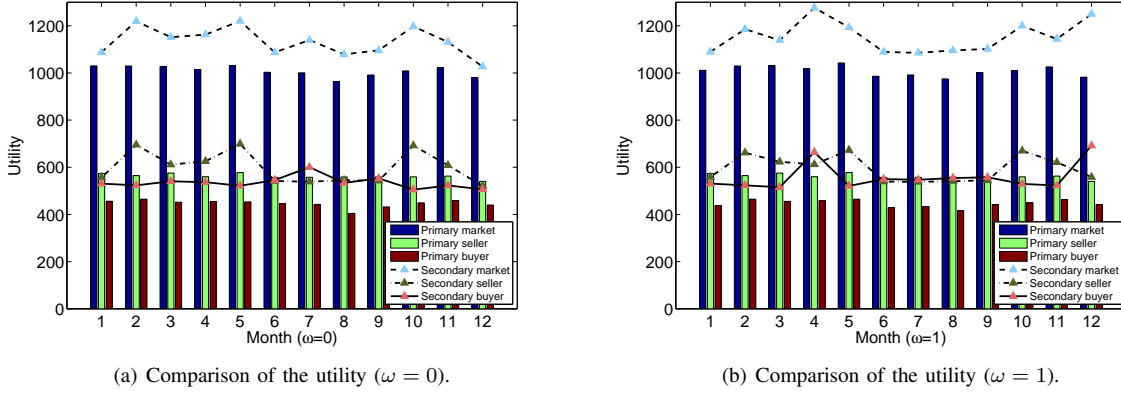 1200
1000
800
600
400
200
0
Utility
Primary market
Primary seller
Primary buyer
Secondary market
Secondary seller
Secondary buyer
1 2 3 4 5 6 7 8 9 10 11 12
Month (ω=0)
(a) Comparison of the utility (ω = 0).
1200
1000
800
600
400
200
0
Utility
Primary market
Primary seller
Primary buyer
Secondary market
Secondary seller
Secondary buyer
1 2 3 4 5 6 7 8 9 10 11 12
Month (ω=1)
(b) Comparison of the utility (ω = 1).